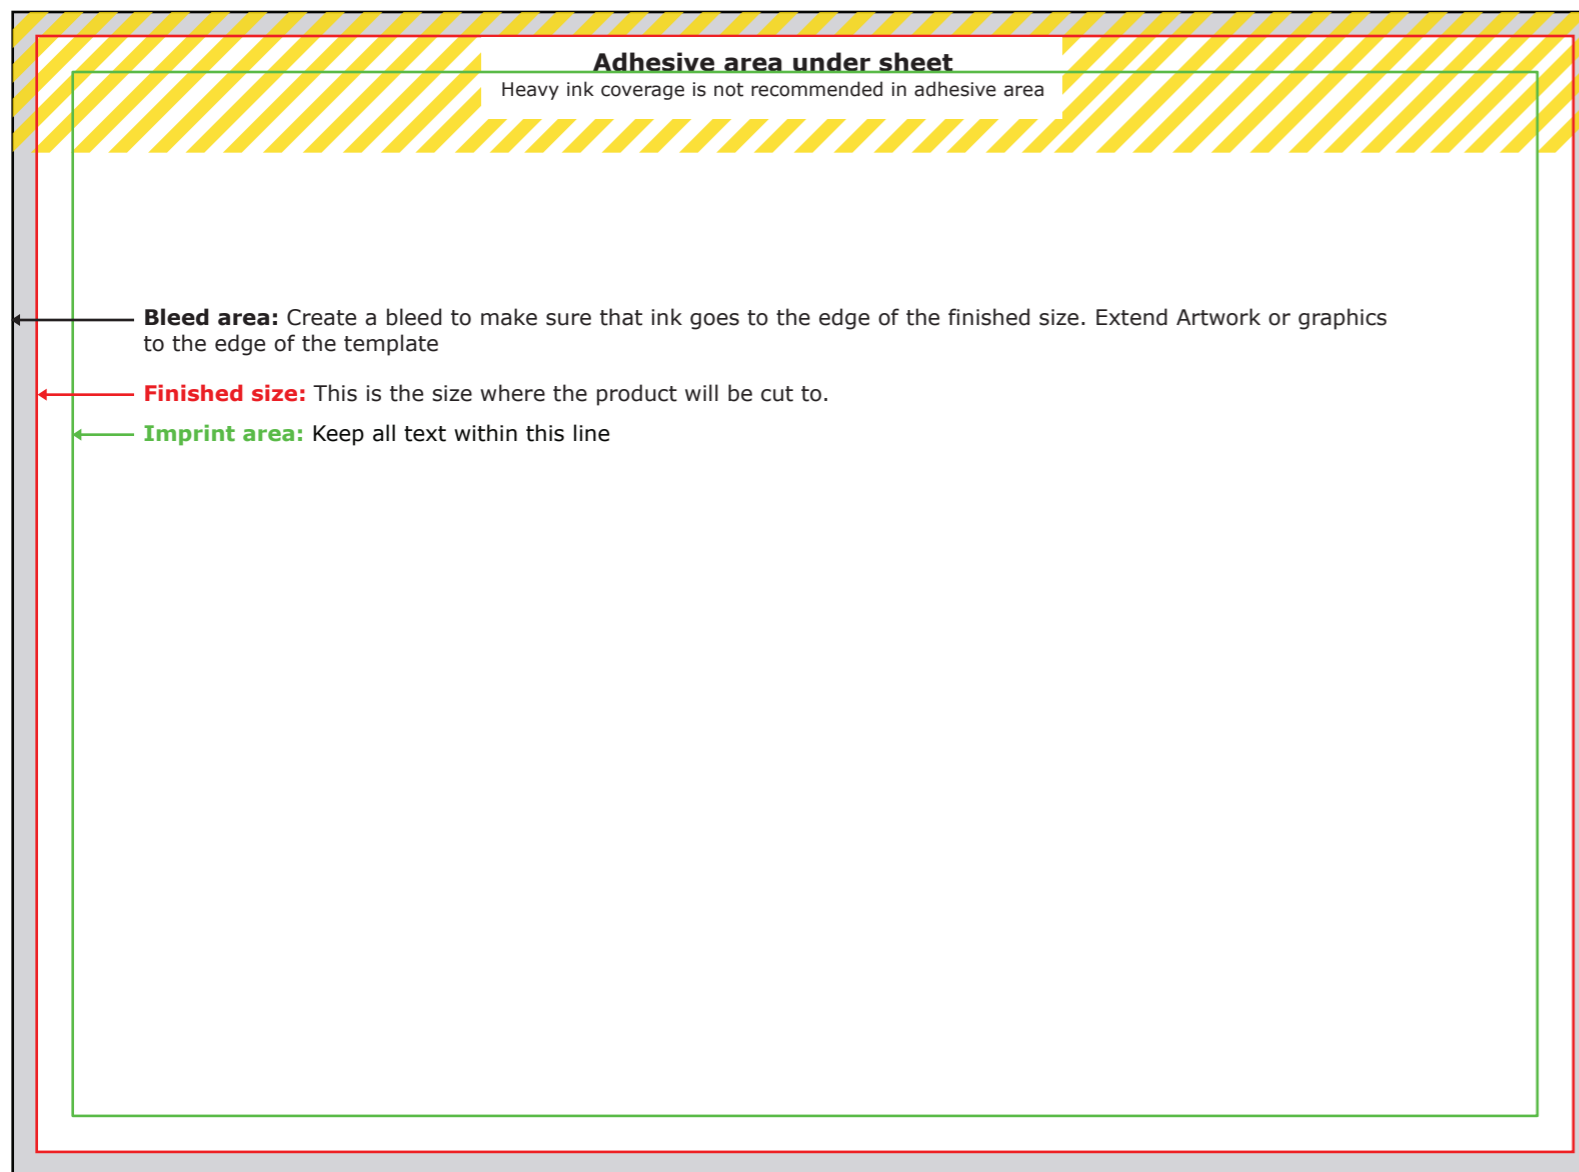 Adhesive area under sheet
Heavy ink coverage is not recommended in adhesive area
Bleed area: Create a bleed to make sure that ink goes to the edge of the finished size. Extend Artwork or graphics
to the edge of the template
Finished size: This is the size where the product will be cut to.
Imprint area: Keep all text within this line